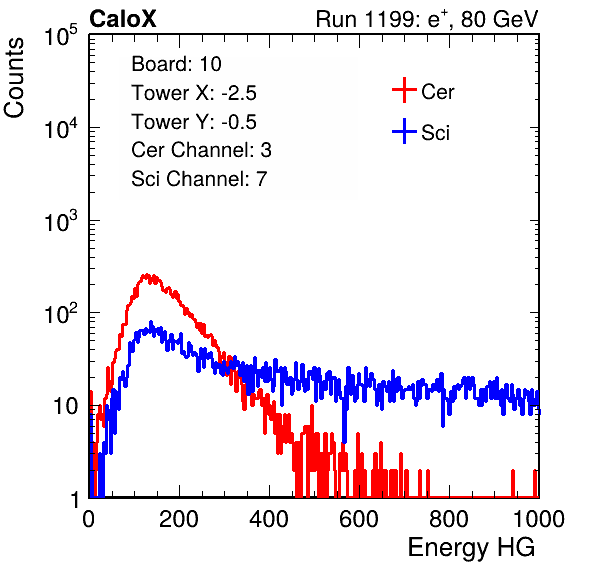 CaloX Run 1199: e⁺, 80 GeV
Board: 10
Tower X: -2.5
Tower Y: -0.5
Cer Channel: 3
Sci Channel: 7
Cer
Sci
Counts
10⁵
10⁴
10³
10²
10
1
0 200 400 600 800 1000
Energy HG